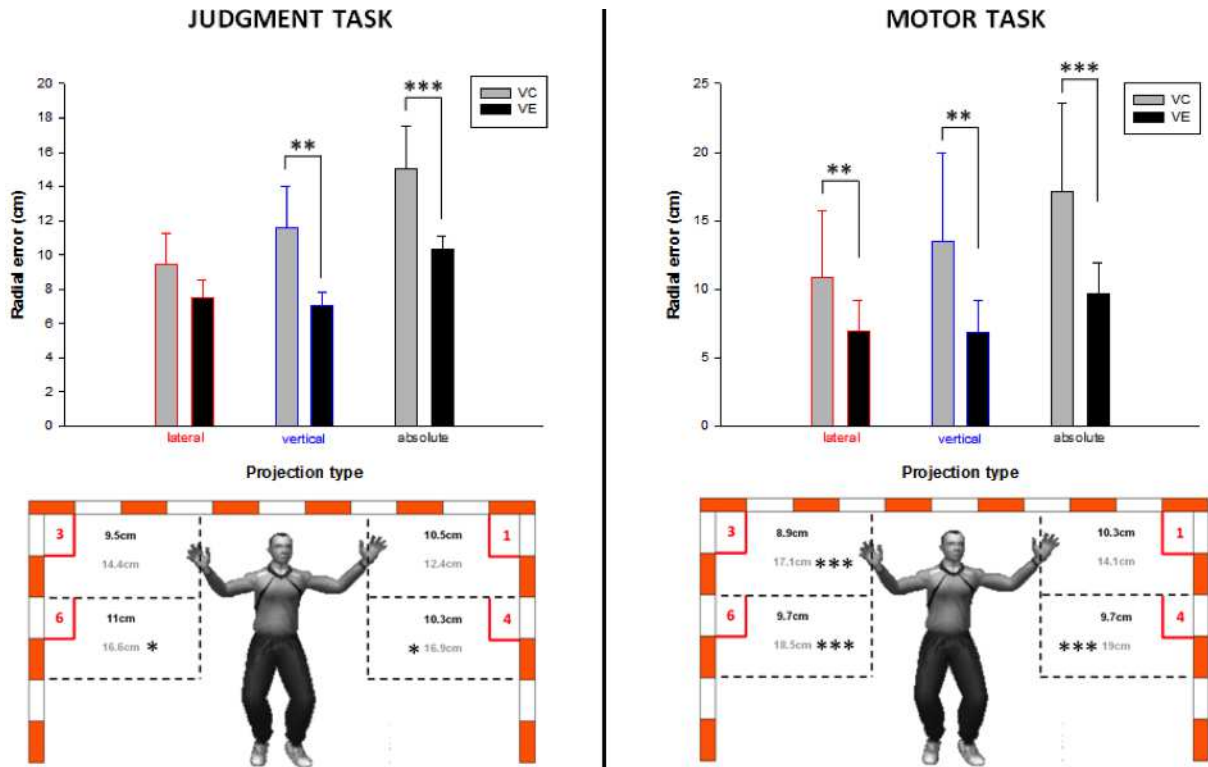 JUDGMENT TASK
20
18
16
14
12
10
8
6
4
2
0
Radial error (cm)
VC
VE
**
***
lateral
vertical
absolute
Projection type
3
9.5cm
14.4cm
10.5cm
1
12.4cm
6
11cm
16.6cm *
10.3cm
4
* 16.9cm
MOTOR TASK
25
20
15
10
5
0
Radial error (cm)
VC
VE
**
**
***
lateral
vertical
absolute
Projection type
3
8.9cm
17.1cm ***
10.3cm
1
14.1cm
6
9.7cm
18.5cm ***
9.7cm
4
*** 19cm